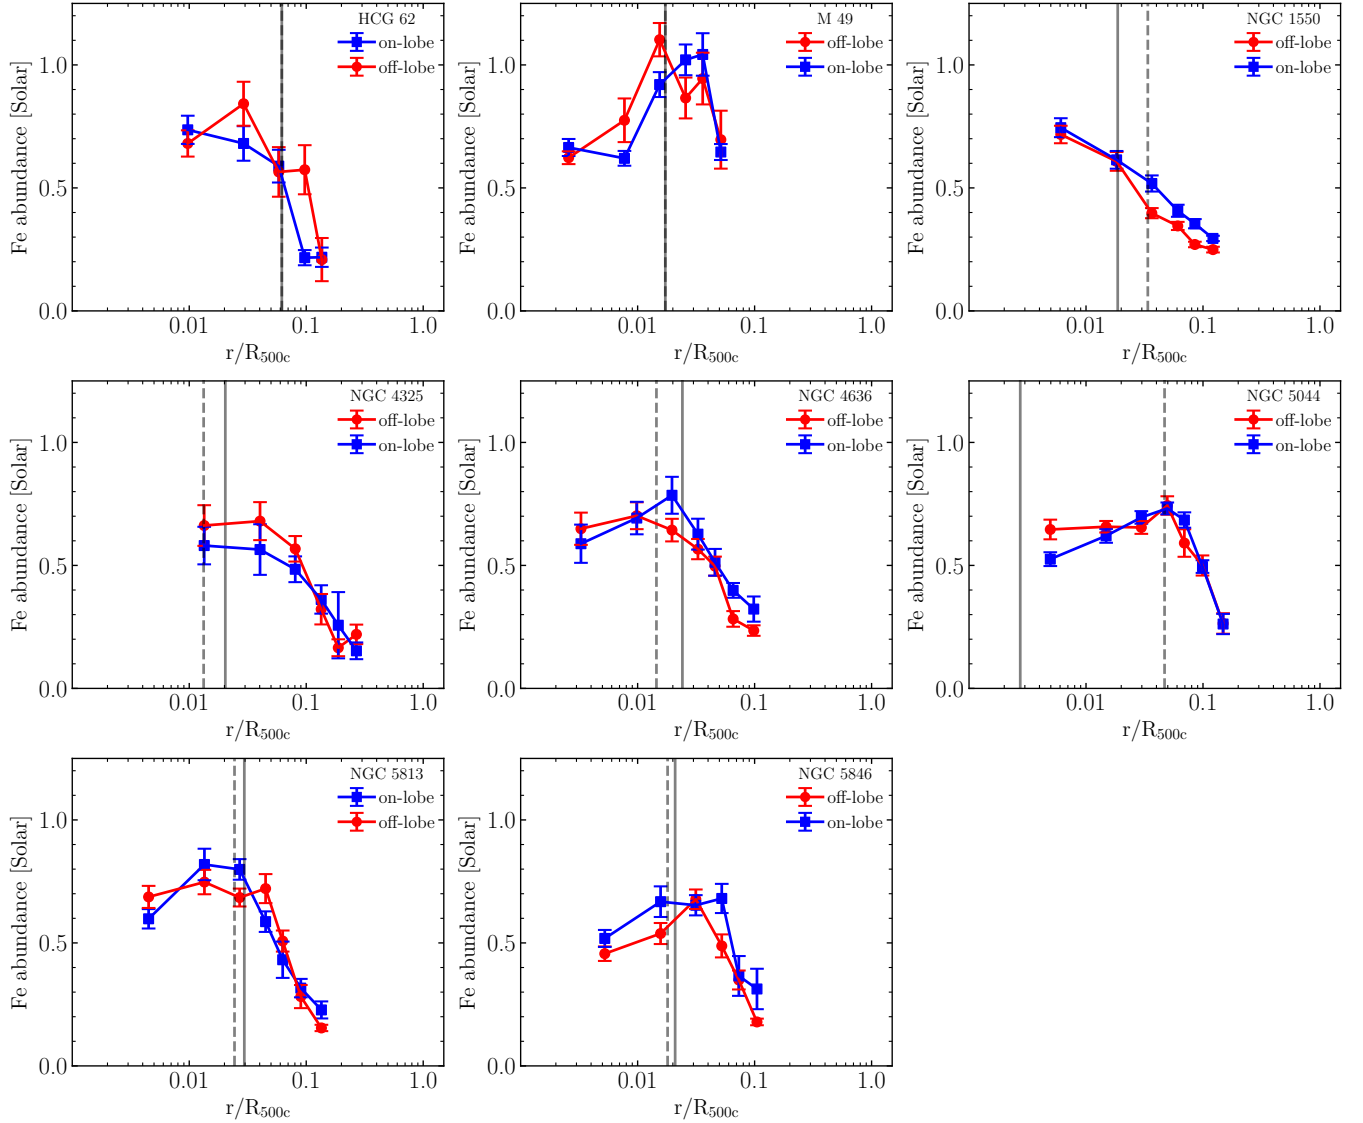 HCG 62
on-lobe
off-lobe
Fe abundance [Solar]
1.0
0.5
0.0
0.01
0.1
1.0
r/R500c
M 49
off-lobe
on-lobe
Fe abundance [Solar]
1.0
0.5
0.0
0.01
0.1
1.0
r/R500c
NGC 1550
off-lobe
on-lobe
Fe abundance [Solar]
1.0
0.5
0.0
0.01
0.1
1.0
r/R500c
NGC 4325
off-lobe
on-lobe
Fe abundance [Solar]
1.0
0.5
0.0
0.01
0.1
1.0
r/R500c
NGC 4636
off-lobe
on-lobe
Fe abundance [Solar]
1.0
0.5
0.0
0.01
0.1
1.0
r/R500c
NGC 5044
off-lobe
on-lobe
Fe abundance [Solar]
1.0
0.5
0.0
0.01
0.1
1.0
r/R500c
NGC 5813
on-lobe
off-lobe
Fe abundance [Solar]
1.0
0.5
0.0
0.01
0.1
1.0
r/R500c
NGC 5846
off-lobe
on-lobe
Fe abundance [Solar]
1.0
0.5
0.0
0.01
0.1
1.0
r/R500c